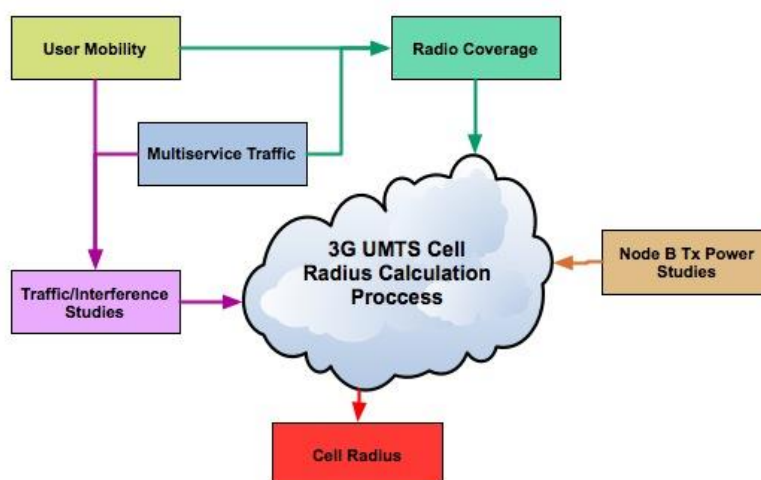 User Mobility
Radio Coverage
Multiservice Traffic
3G UMTS Cell
Radius Calculation
Proccess
Node B Tx Power
Studies
Traffic/Interference
Studies
Cell Radius